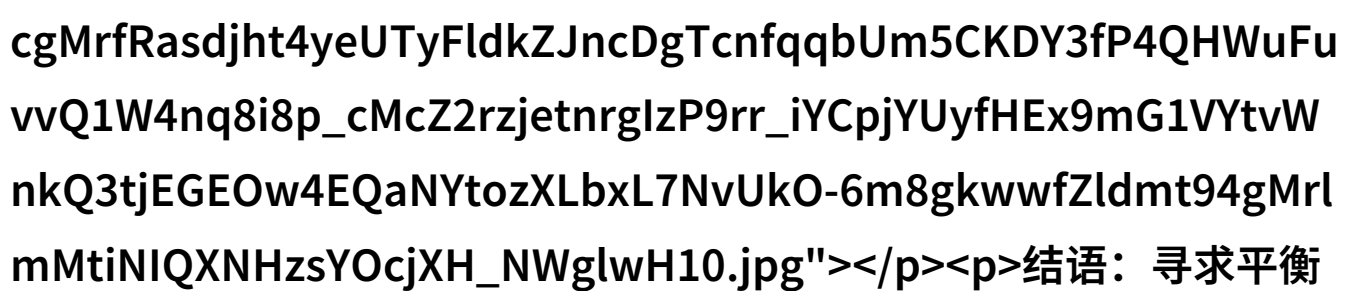 cgMrfRasdjht4yeUTyFldkZJncDgTcnfqqbUm5CKDY3fP4QHWuFu
vvQ1W4nq8i8p_cMcZ2rzjetnrgIzP9rr_iYCpjYUyfHEx9mG1VYtvW
nkQ3tjEGEOw4EQaNYtozXLbxL7NvUkO-6m8gkwwfZldmt94gMrl
mMtiNIQXNHzsYOcjXH_NWglwH10.jpg"></p><p>结语：寻求平衡